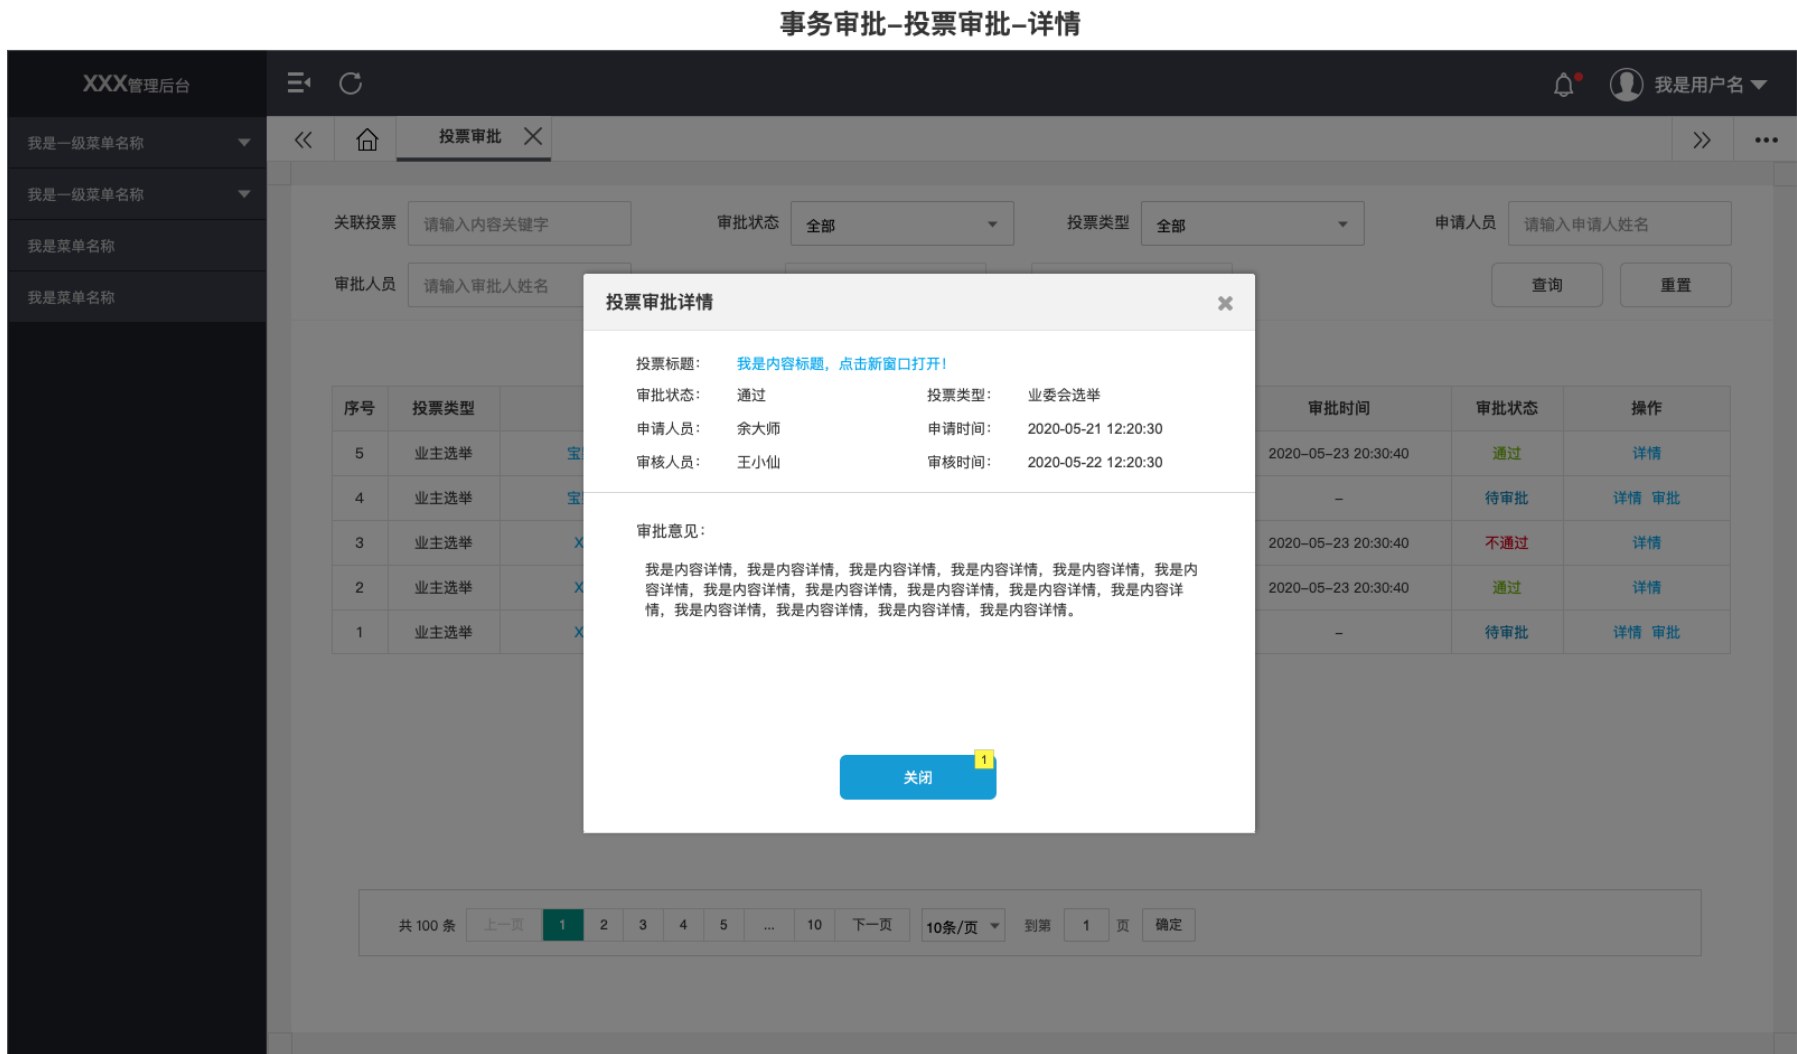 事务审批–投票审批–详情
XXX管理后台
我是用户名
我是一级菜单名称
投票审批
•••
我是一级菜单名称
我是菜单名称
我是菜单名称
关联投票 请输入内容关键字 审批状态 全部 投票类型 全部 申请人员 请输入申请人姓名
审批人员 请输入审批人姓名 查询 重置
投票审批详情
投票标题： 我是内容标题，点击新窗口打开！
审批状态： 通过 投票类型： 业委会选举
申请人员： 余大师 申请时间： 2020-05-21 12:20:30
审核人员： 王小仙 审核时间： 2020-05-22 12:20:30
审批意见：
我是内容详情，我是内容详情，我是内容详情，我是内容详情，我是内容详情，我是内
容详情，我是内容详情，我是内容详情，我是内容详情，我是内容详情，我是内容详
情，我是内容详情，我是内容详情，我是内容详情，我是内容详情。
关闭
1
序号 投票类型 审批时间 审批状态 操作
5 业主选举 宝 2020–05–23 20:30:40 通过 详情
4 业主选举 宝 – 待审批 详情 审批
3 业主选举 X 2020–05–23 20:30:40 不通过 详情
2 业主选举 X 2020–05–23 20:30:40 通过 详情
1 业主选举 X – 待审批 详情 审批
共 100 条 上一页 1 2 3 4 5 ... 10 下一页 10条/页 到第 1 页 确定